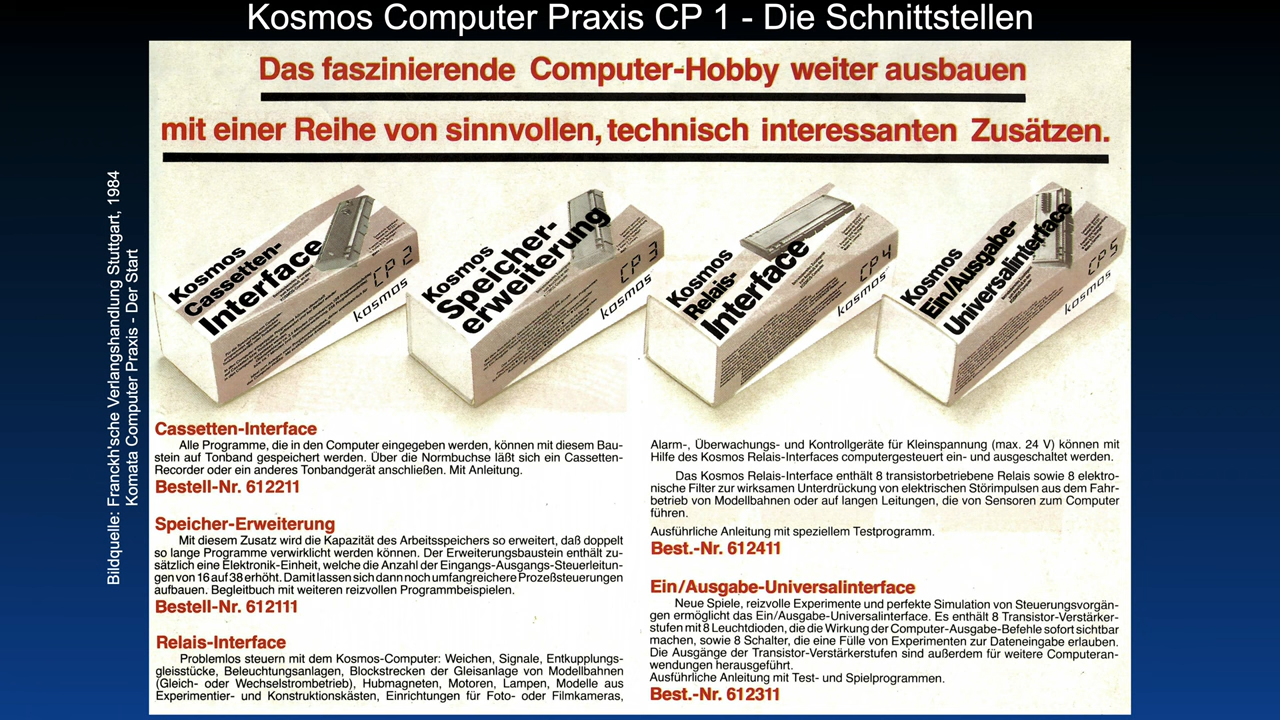 Kosmos Computer Praxis CP 1 - Die Schnittstellen
Das faszinierende Computer-Hobby weiter ausbauen
mit einer Reihe von sinnvollen, technisch interessanten Zusätzen.
Bildquelle: Franckh'sche Verlangshandlung Stuttgart, 1984
Komata Computer Praxis - Der Start
Kosmos
Cassetten-
Interface
CP 2
kosmos
Kosmos
Speicher-
erweiterung
CP 3
kosmos
Kosmos
Relais-
Interface
CP 4
kosmos
Kosmos
Ein/Ausgabe-
Universalinterface
CP 5
kosmos
Cassetten-Interface
Alle Programme, die in den Computer eingegeben werden, können mit diesem Bau-
stein auf Tonband gespeichert werden. Über die Normbuchse läßt sich ein Cassetten-
Recorder oder ein anderes Tonbandgerät anschließen. Mit Anleitung.
Bestell-Nr. 612211
Speicher-Erweiterung
Mit diesem Zusatz wird die Kapazität des Arbeitsspeichers so erweitert, daß doppelt
so lange Programme verwirklicht werden können. Der Erweiterungsbaustein enthält zu-
sätzlich eine Elektronik-Einheit, welche die Anzahl der Eingangs-Ausgangs-Steuerleitun-
gen von 16 auf 38 erhöht. Damit lassen sich dann noch umfangreichere Prozeßsteuerungen
aufbauen. Begleitbuch mit weiteren reizvollen Programmbeispielen.
Bestell-Nr. 612111
Relais-Interface
Problemlos steuern mit dem Kosmos-Computer: Weichen, Signale, Entkupplungs-
gleisstücke, Beleuchtungsanlagen, Blockstrecken der Gleisanlage von Modellbahnen
(Gleich- oder Wechselstrombetrieb), Hubmagneten, Motoren, Lampen, Modelle aus
Experimentier- und Konstruktionskästen, Einrichtungen für Foto- oder Filmkameras,
Alarm-, Überwachungs- und Kontrollgeräte für Kleinspannung (max. 24 V) können mit
Hilfe des Kosmos Relais-Interfaces computergesteuert ein- und ausgeschaltet werden.
Das Kosmos Relais-Interface enthält 8 transistorbetriebene Relais sowie 8 elektro-
nische Filter zur wirksamen Unterdrückung von elektrischen Störimpulsen aus dem Fahr-
betrieb von Modellbahnen oder auf langen Leitungen, die von Sensoren zum Computer
führen.
Ausführliche Anleitung mit speziellem Testprogramm.
Best.-Nr. 612411
Ein/Ausgabe-Universalinterface
Neue Spiele, reizvolle Experimente und perfekte Simulation von Steuerungsvorgän-
gen ermöglicht das Ein/Ausgabe-Universalinterface. Es enthält 8 Transistor-Verstärker-
stufen mit 8 Leuchtdioden, die die Wirkung der Computer-Ausgabe-Befehle sofort sichtbar
machen, sowie 8 Schalter, die eine Fülle von Experimenten zur Dateneingabe erlauben.
Die Ausgänge der Transistor-Verstärkerstufen sind außerdem für weitere Computeran-
wendungen herausgeführt.
Ausführliche Anleitung mit Test- und Spielprogrammen.
Best.-Nr. 612311